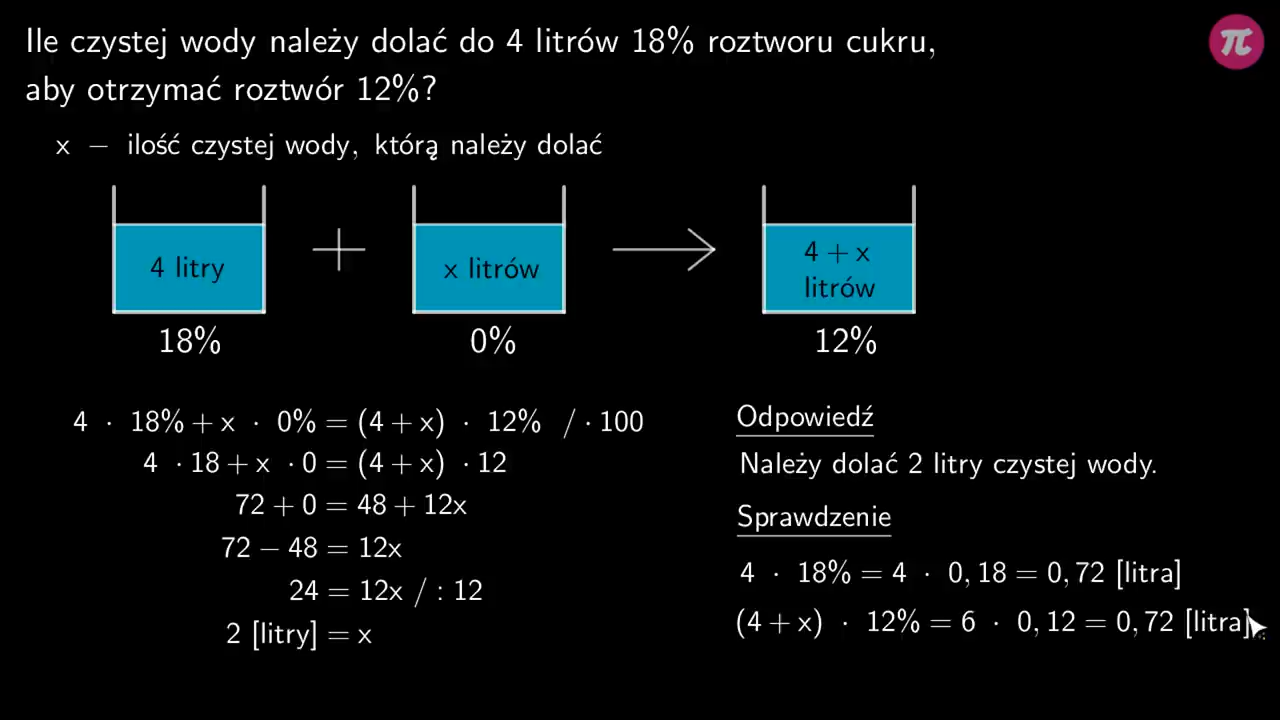 Ile czystej wody należy dolać do 4 litrów 18% roztworu cukru,
aby otrzymać roztwór 12%?
x – ilość czystej wody, którą należy dolać
4 litry + x litrów → 4 + x litrów
18% 0% 12%
4 · 18% + x · 0% = (4 + x) · 12% / · 100
4 · 18 + x · 0 = (4 + x) · 12
72 + 0 = 48 + 12x
72 − 48 = 12x
24 = 12x / : 12
2 [litry] = x
Odpowiedź
Należy dolać 2 litry czystej wody.
Sprawdzenie
4 · 18% = 4 · 0, 18 = 0, 72 [litra]
(4 + x) · 12% = 6 · 0, 12 = 0, 72 [litra]
π